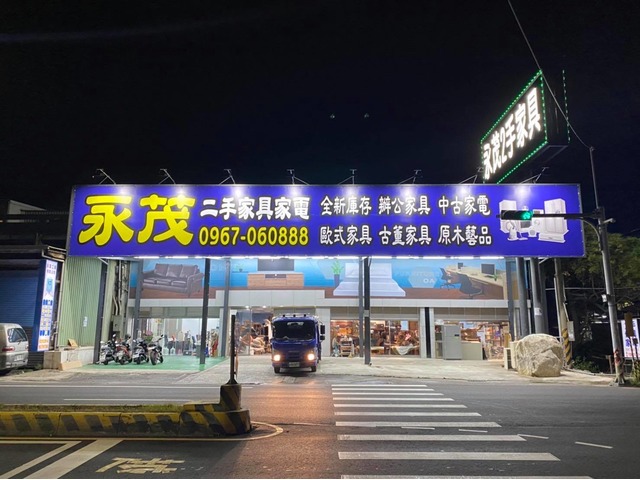 永茂2手家具
永茂
二手家具家電
0967-060888
全新庫存 辦公家具 中古家電
歐式家具 古董家具 原木藝品
OA